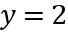 y = 2